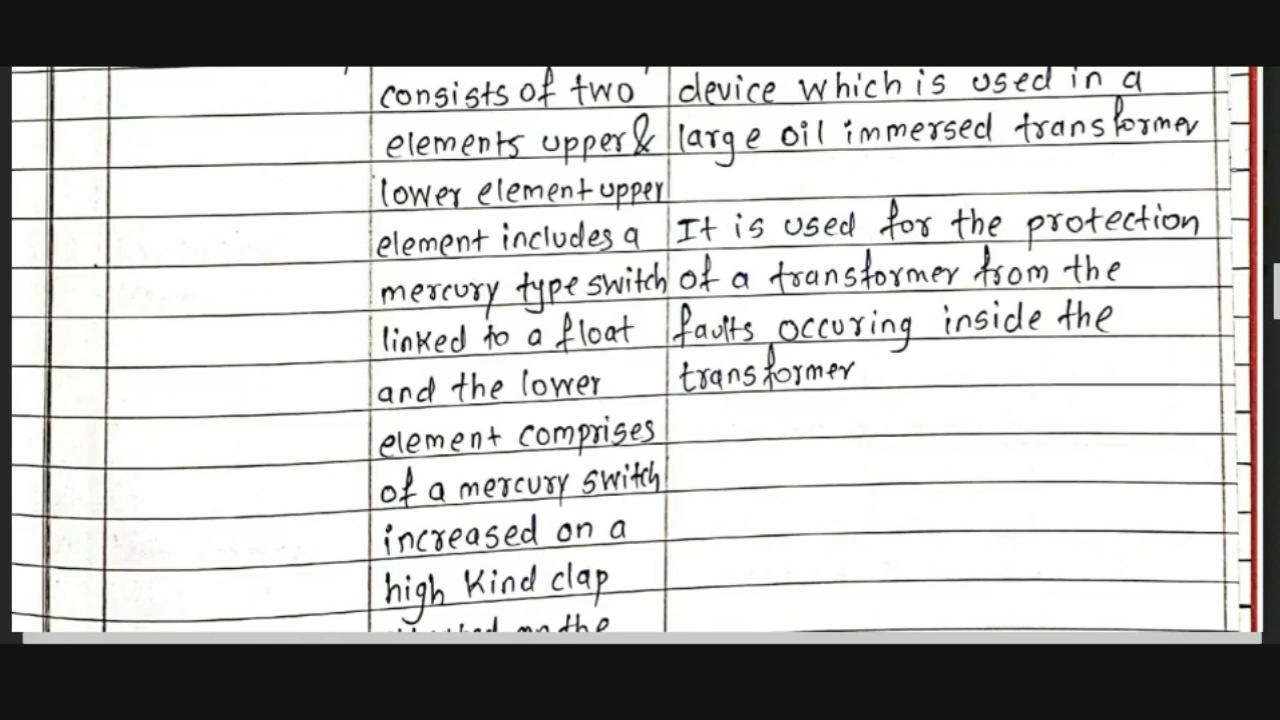 consists of two
elements upper &
lower element upper
element includes a
mercury type switch
linked to a float
and the lower
element comprises
of a mercury switch
increased on a
high kind clap
on the
device which is used in a
large oil immersed transformer
It is used for the protection
of a transformer from the
faults occuring inside the
transformer